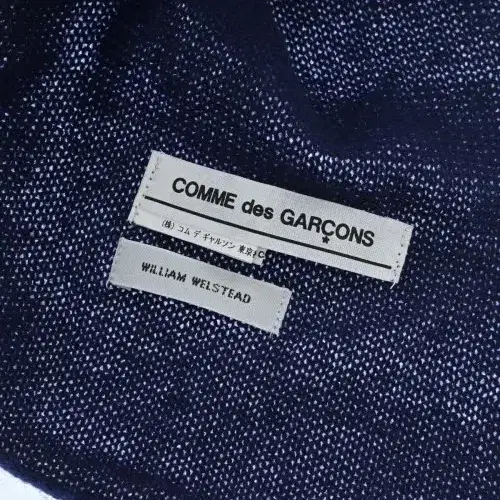 COMME des GARÇONS
(株) コム デ ギャルソン 東京
WILLIAM WELSTEAD